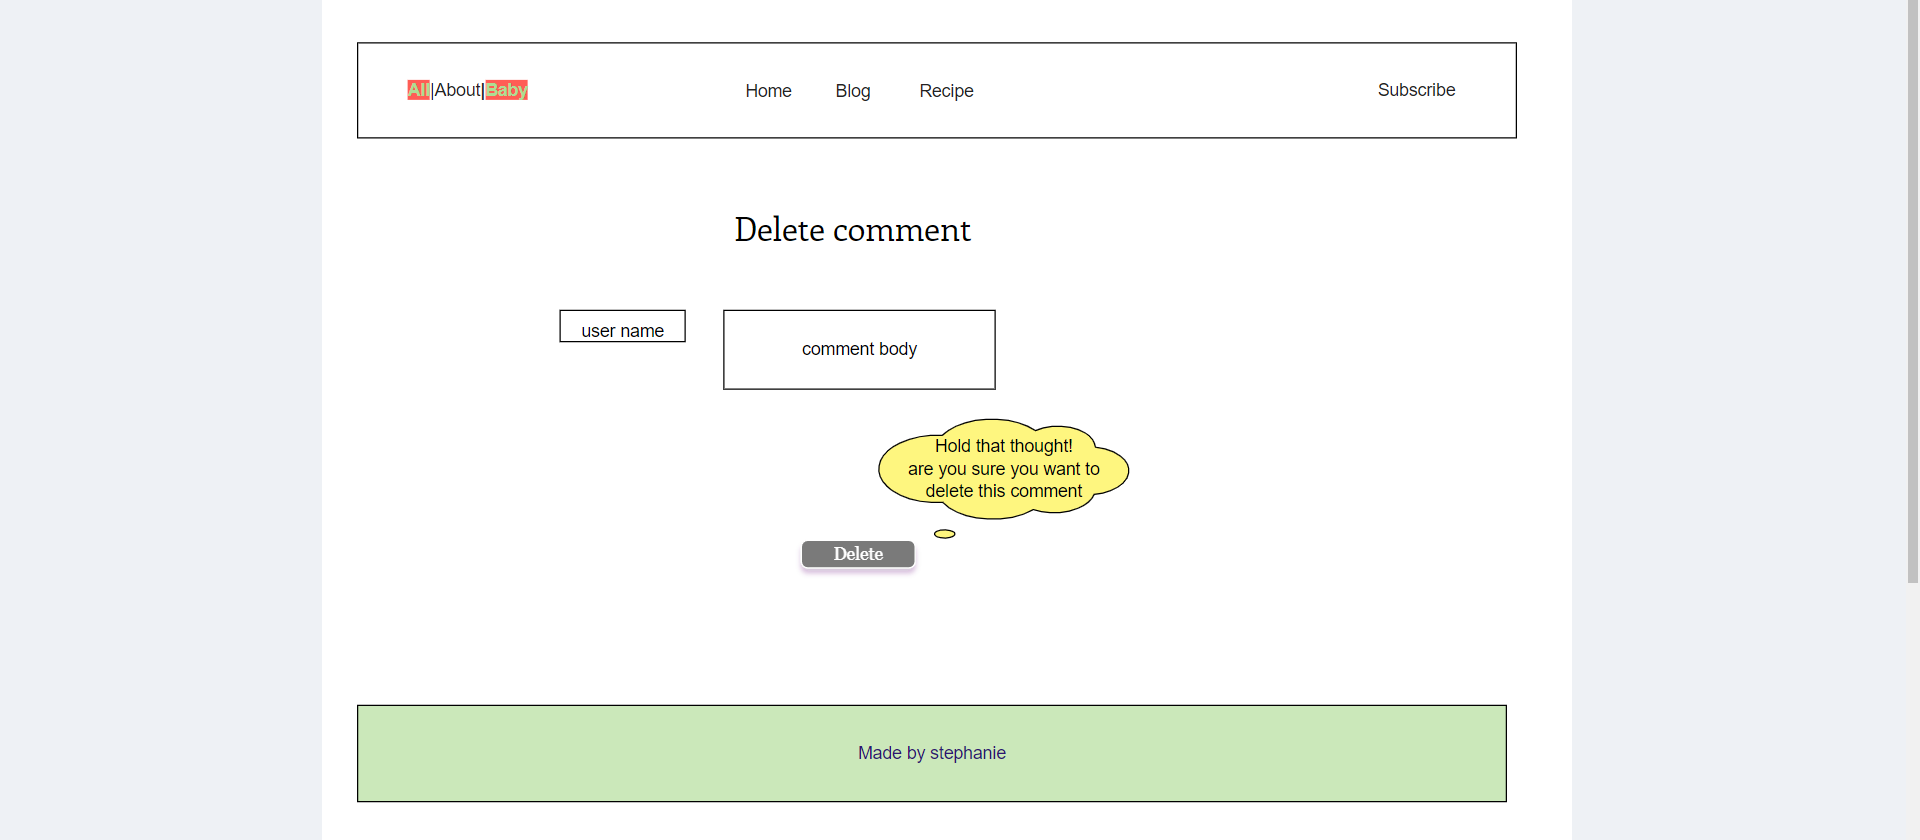 All|About|Baby Home Blog Recipe Subscribe
Delete comment
user name
comment body
Hold that thought!
are you sure you want to
delete this comment
Delete
Made by stephanie